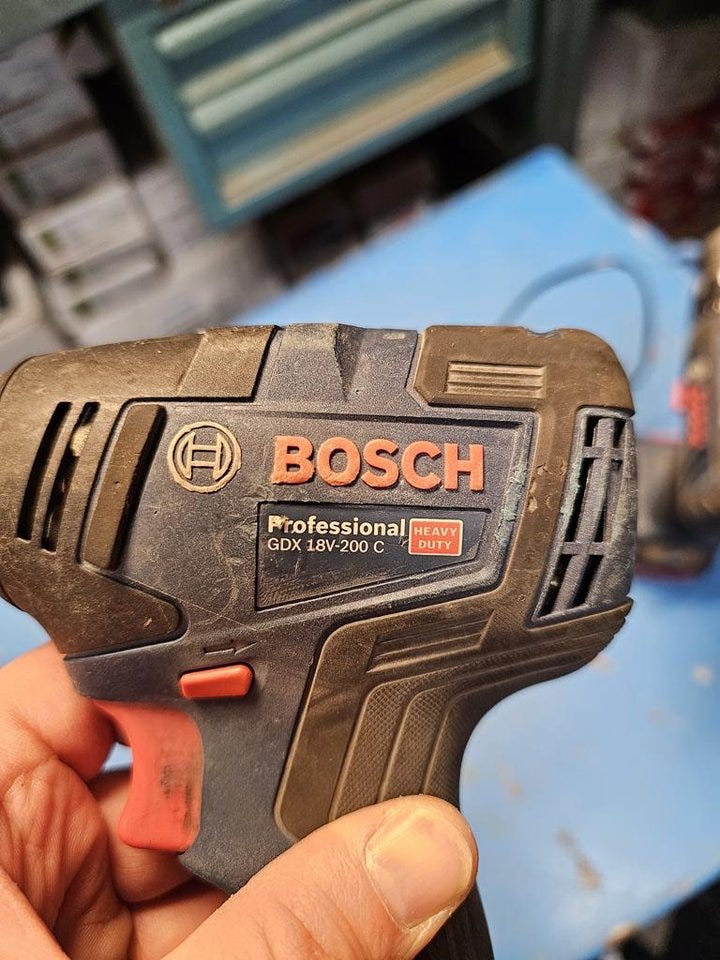 BOSCH
Professional
GDX 18V-200 C
HEAVY
DUTY